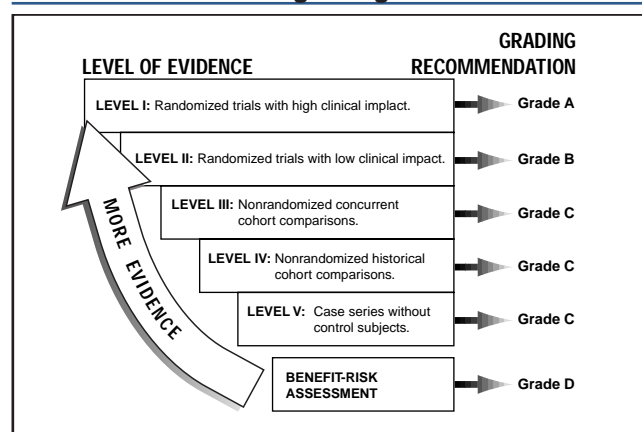 GRADING
LEVEL OF EVIDENCE RECOMMENDATION
LEVEL I: Randomized trials with high clinical implact. Grade A
LEVEL II: Randomized trials with low clinical impact. Grade B
LEVEL III: Nonrandomized concurrent
cohort comparisons. Grade C
LEVEL IV: Nonrandomized historical
cohort comparisons. Grade C
LEVEL V: Case series without
control subjects. Grade C
MORE EVIDENCE
BENEFIT-RISK
ASSESSMENT Grade D